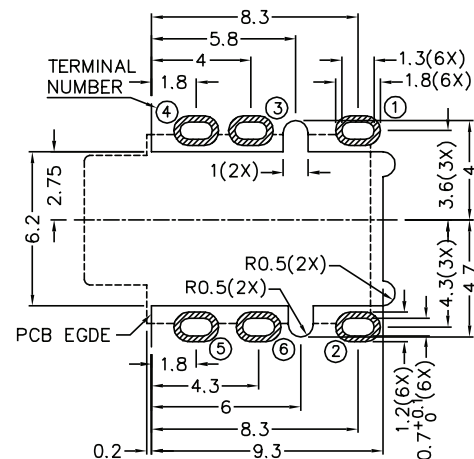 8.3
5.8
4
1.3(6X)
1.8(6X)
TERMINAL
NUMBER
1.8
④
③
①
1(2X)
2.75
6.2
3.6(3X)
4
R0.5(2X)
R0.5(2X)
4.3(3X)
4.7
PCB EGDE
⑤
⑥
②
1.8
4.3
6
8.3
0.2
9.3
1.2(6X)
0.7+0.1 0(6X)